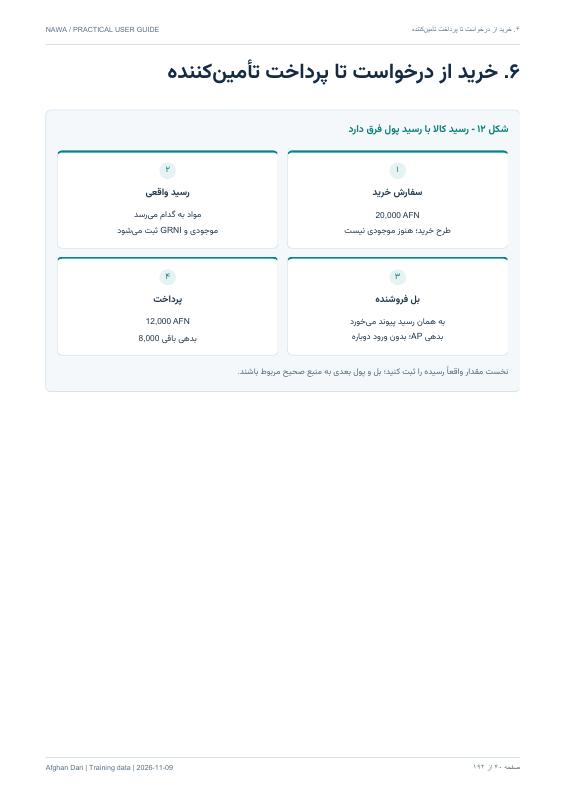 NAWA / PRACTICAL USER GUIDE
۶. خرید از درخواست تا پرداخت تأمین‌کننده
۶. خرید از درخواست تا پرداخت تأمین‌کننده
شکل ۱۲ - رسید کالا با رسید پول فرق دارد
۱
سفارش خرید
20,000 AFN
طرح خرید؛ هنوز موجودی نیست
۲
رسید واقعی
مواد به گدام می‌رسد
موجودی و GRNI ثبت می‌شود
۳
بل فروشنده
به همان رسید پیوند می‌خورد
بدهی AP؛ بدون ورود دوباره
۴
پرداخت
12,000 AFN
بدهی باقی 8,000
نخست مقدار واقعاً رسیده را ثبت کنید؛ بل و پول بعدی به منبع صحیح مربوط باشند.
Afghan Dari | Training data | 2026-11-09